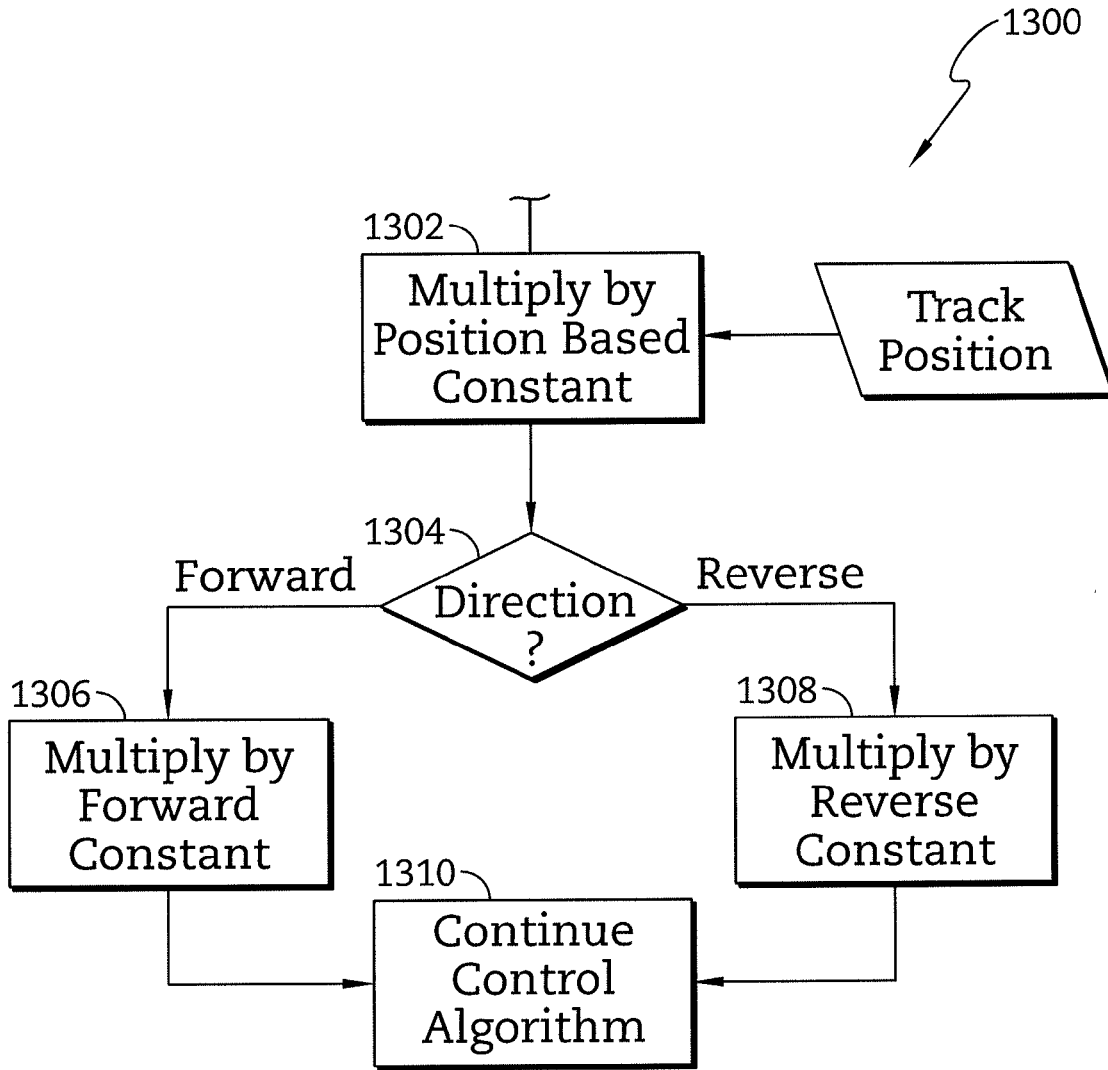 1300
1302
Multiply by
Position Based
Constant
Track
Position
1304
Forward
Direction
?
Reverse
1306
Multiply by
Forward
Constant
1308
Multiply by
Reverse
Constant
1310
Continue
Control
Algorithm